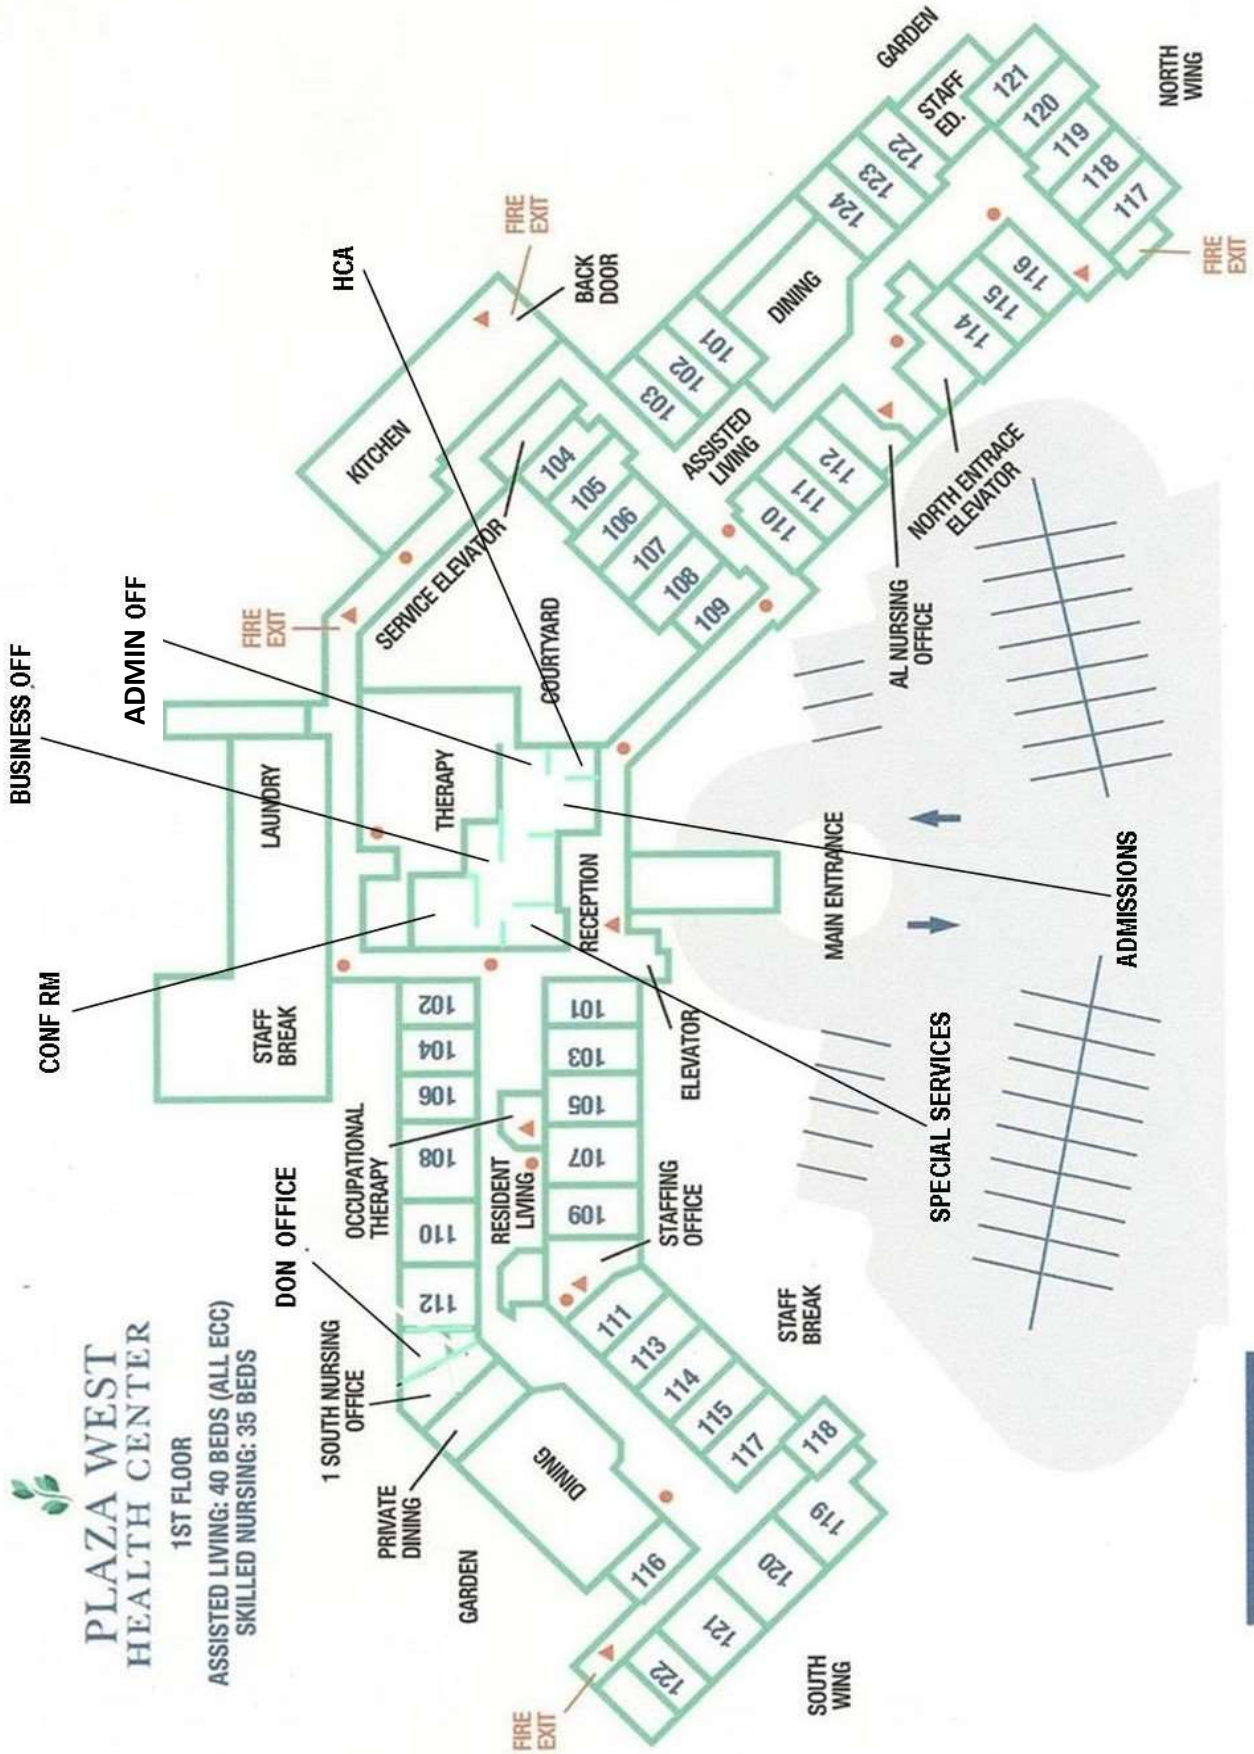 PLAZA WEST
HEALTH CENTER
1ST FLOOR
ASSISTED LIVING: 40 BEDS (ALL ECC)
SKILLED NURSING: 35 BEDS
CONF RM
BUSINESS OFF
ADMIN OFF
HCA
DON OFFICE
1 SOUTH NURSING
OFFICE
PRIVATE
DINING
GARDEN
OCCUPATIONAL
THERAPY
STAFF
BREAK
LAUNDRY
FIRE
EXIT
THERAPY
SERVICE ELEVATOR
KITCHEN
FIRE
EXIT
BACK
DOOR
COURTYARD
RECEPTION
102
104
106
108
110
112
RESIDENT
LIVING
101
103
105
107
109
ELEVATOR
STAFFING
OFFICE
111
113
114
115
117
118
119
120
121
122
116
DINING
FIRE
EXIT
SOUTH
WING
STAFF
BREAK
104
105
106
107
108
109
103
102
101
ASSISTED
LIVING
DINING
110
111
112
124
123
122
STAFF
ED.
GARDEN
121
120
119
118
117
114
115
116
FIRE
EXIT
NORTH
WING
NORTH ENTRACE
ELEVATOR
AL NURSING
OFFICE
MAIN ENTRANCE
SPECIAL SERVICES
ADMISSIONS